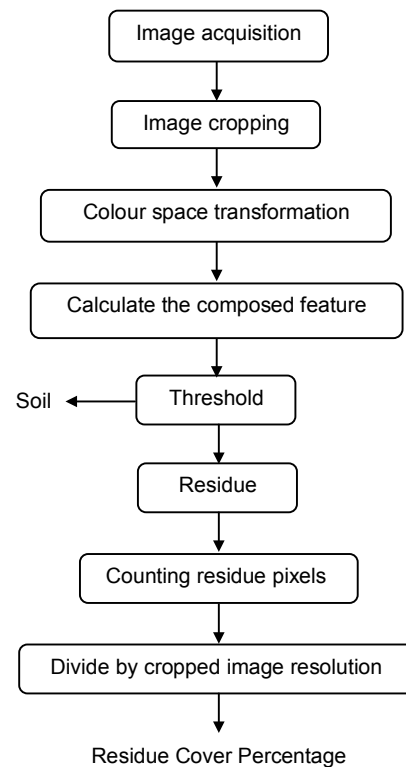 Image acquisition
Image cropping
Colour space transformation
Calculate the composed feature
Soil
Threshold
Residue
Counting residue pixels
Divide by cropped image resolution
Residue Cover Percentage